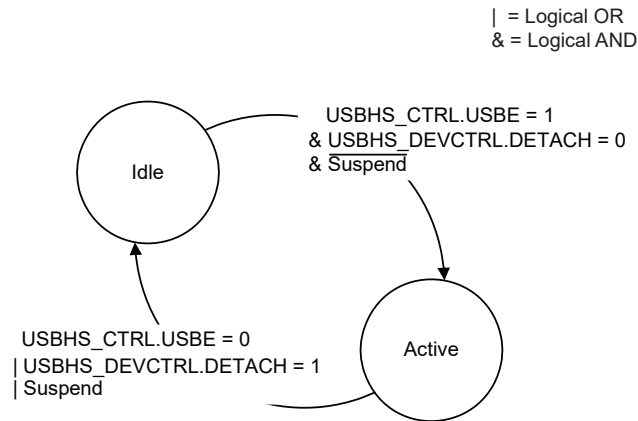 | = Logical OR
& = Logical AND
USBHS_CTRL.USBE = 1
& USBHS_DEVCTRL.DETACH = 0
& Suspend
Idle
Active
USBHS_CTRL.USBE = 0
| USBHS_DEVCTRL.DETACH = 1
| Suspend